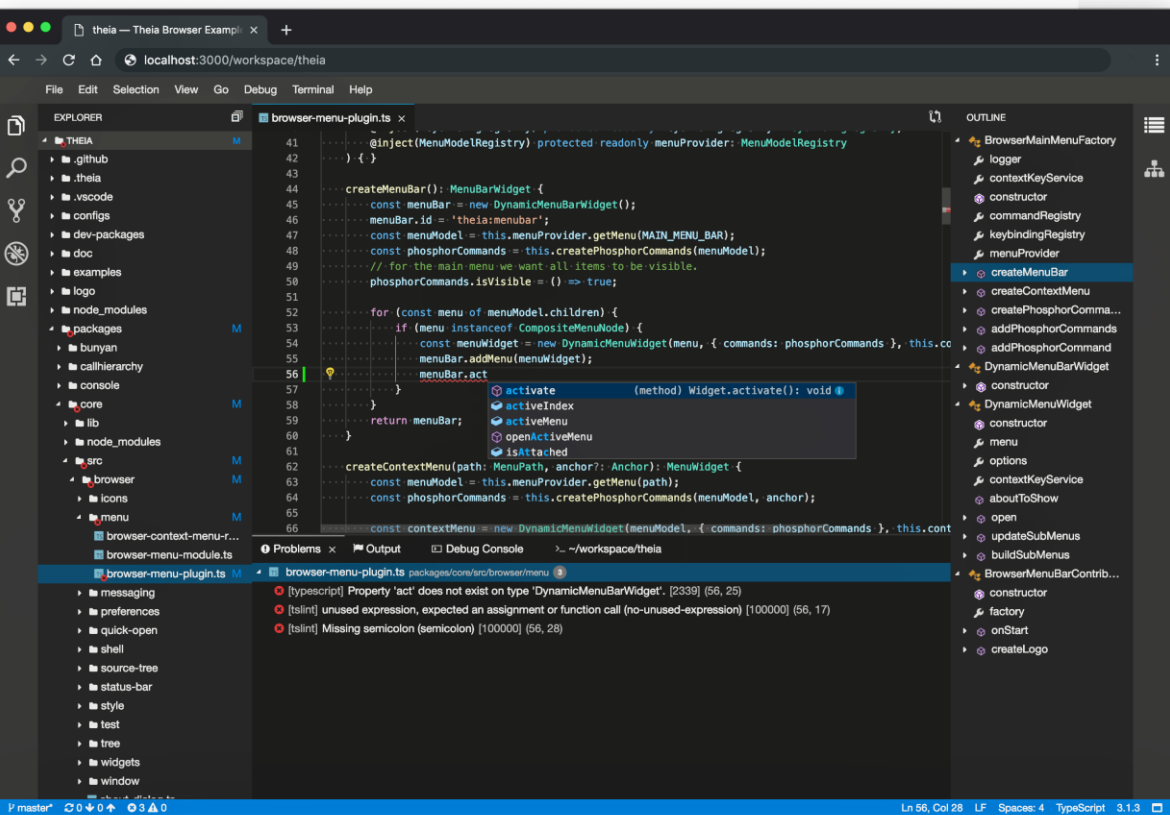 theia — Theia Browser Exampl
localhost:3000/workspace/theia
File Edit Selection View Go Debug Terminal Help
EXPLORER
THEIA M
.github
.theia
.vscode
configs
dev-packages
doc
examples
logo
node_modules
packages M
bunyan
callhierarchy
console
core M
lib
node_modules
src M
browser M
icons
menu M
browser-context-menu-r...
browser-menu-module.ts
browser-menu-plugin.ts M
messaging
preferences
quick-open
shell
source-tree
status-bar
style
test
tree
widgets
window
browser-menu-plugin.ts
41 @inject(MenuModelRegistry) protected readonly menuProvider: MenuModelRegistry
42 ) { }
43
44 createMenuBar(): MenuBarWidget {
45 const menuBar = new DynamicMenuBarWidget();
46 menuBar.id = 'theia:menubar';
47 const menuModel = this.menuProvider.getMenu(MAIN_MENU_BAR);
48 const phosphorCommands = this.createPhosphorCommands(menuModel);
49 // for the main menu we want all items to be visible.
50 phosphorCommands.isVisible = () => true;
51
52 for (const menu of menuModel.children) {
53 if (menu instanceof CompositeMenuNode) {
54 const menuWidget = new DynamicMenuWidget(menu, { commands: phosphorCommands }, this.co
55 menuBar.addMenu(menuWidget);
56 menuBar.act
57 }
58 }
59 return menuBar;
60 }
61
62 createContextMenu(path: MenuPath, anchor?: Anchor): MenuWidget {
63 const menuModel = this.menuProvider.getMenu(path);
64 const phosphorCommands = this.createPhosphorCommands(menuModel, anchor);
65
66 const contextMenu = new DynamicMenuWidget(menuModel, { commands: phosphorCommands }, this.cont
activate (method) Widget.activate(): void
activeIndex
activeMenu
openActiveMenu
isAttached
Problems Output Debug Console >_ ~/workspace/theia
browser-menu-plugin.ts packages/core/src/browser/menu 3
[typescript] Property 'act' does not exist on type 'DynamicMenuBarWidget'. [2339] (56, 25)
[tslint] unused expression, expected an assignment or function call (no-unused-expression) [100000] (56, 17)
[tslint] Missing semicolon (semicolon) [100000] (56, 28)
OUTLINE
BrowserMainMenuFactory
logger
contextKeyService
constructor
commandRegistry
keybindingRegistry
menuProvider
createMenuBar
createContextMenu
createPhosphorComma...
addPhosphorCommands
addPhosphorCommand
DynamicMenuBarWidget
constructor
DynamicMenuWidget
constructor
menu
options
contextKeyService
aboutToShow
open
updateSubMenus
buildSubMenus
BrowserMenuBarContrib...
constructor
factory
onStart
createLogo
master* 0 0 3 0
Ln 56, Col 28 LF Spaces: 4 TypeScript 3.1.3